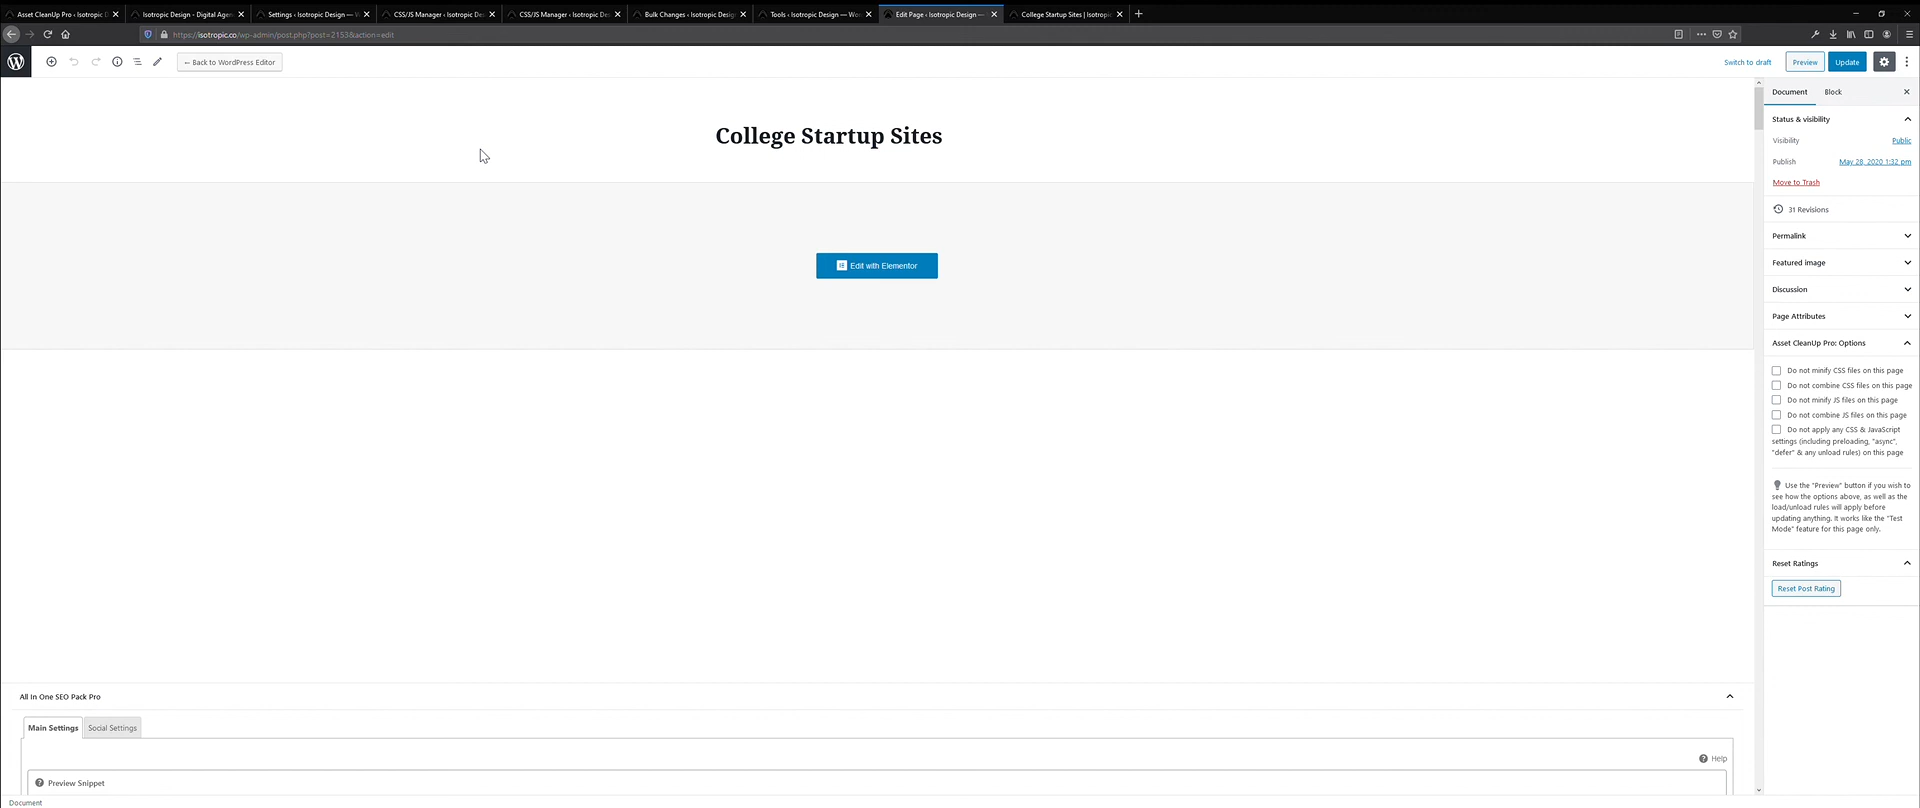 Asset CleanUp Pro ‹ Isotropic D
Isotropic Design - Digital Agen
Settings ‹ Isotropic Design — W
CSS/JS Manager ‹ Isotropic Des
CSS/JS Manager ‹ Isotropic Des
Bulk Changes ‹ Isotropic Design
Tools ‹ Isotropic Design — Wor
Edit Page ‹ Isotropic Design —
College Startup Sites | Isotropic
https://isotropic.co/wp-admin/post.php?post=2153&action=edit
← Back to WordPress Editor
Switch to draft
Preview
Update
College Startup Sites
Edit with Elementor
Document
Block
Status & visibility
Visibility
Public
Publish
May 28, 2020 1:32 pm
Move to Trash
31 Revisions
Permalink
Featured image
Discussion
Page Attributes
Asset CleanUp Pro: Options
Do not minify CSS files on this page
Do not combine CSS files on this page
Do not minify JS files on this page
Do not combine JS files on this page
Do not apply any CSS & JavaScript
settings (including preloading, "async",
"defer" & any unload rules) on this page
Use the "Preview" button if you wish to
see how the options above, as well as the
load/unload rules will apply before
updating anything. It works like the "Test
Mode" feature for this page only.
Reset Ratings
Reset Post Rating
All In One SEO Pack Pro
Main Settings
Social Settings
Help
Preview Snippet
Document